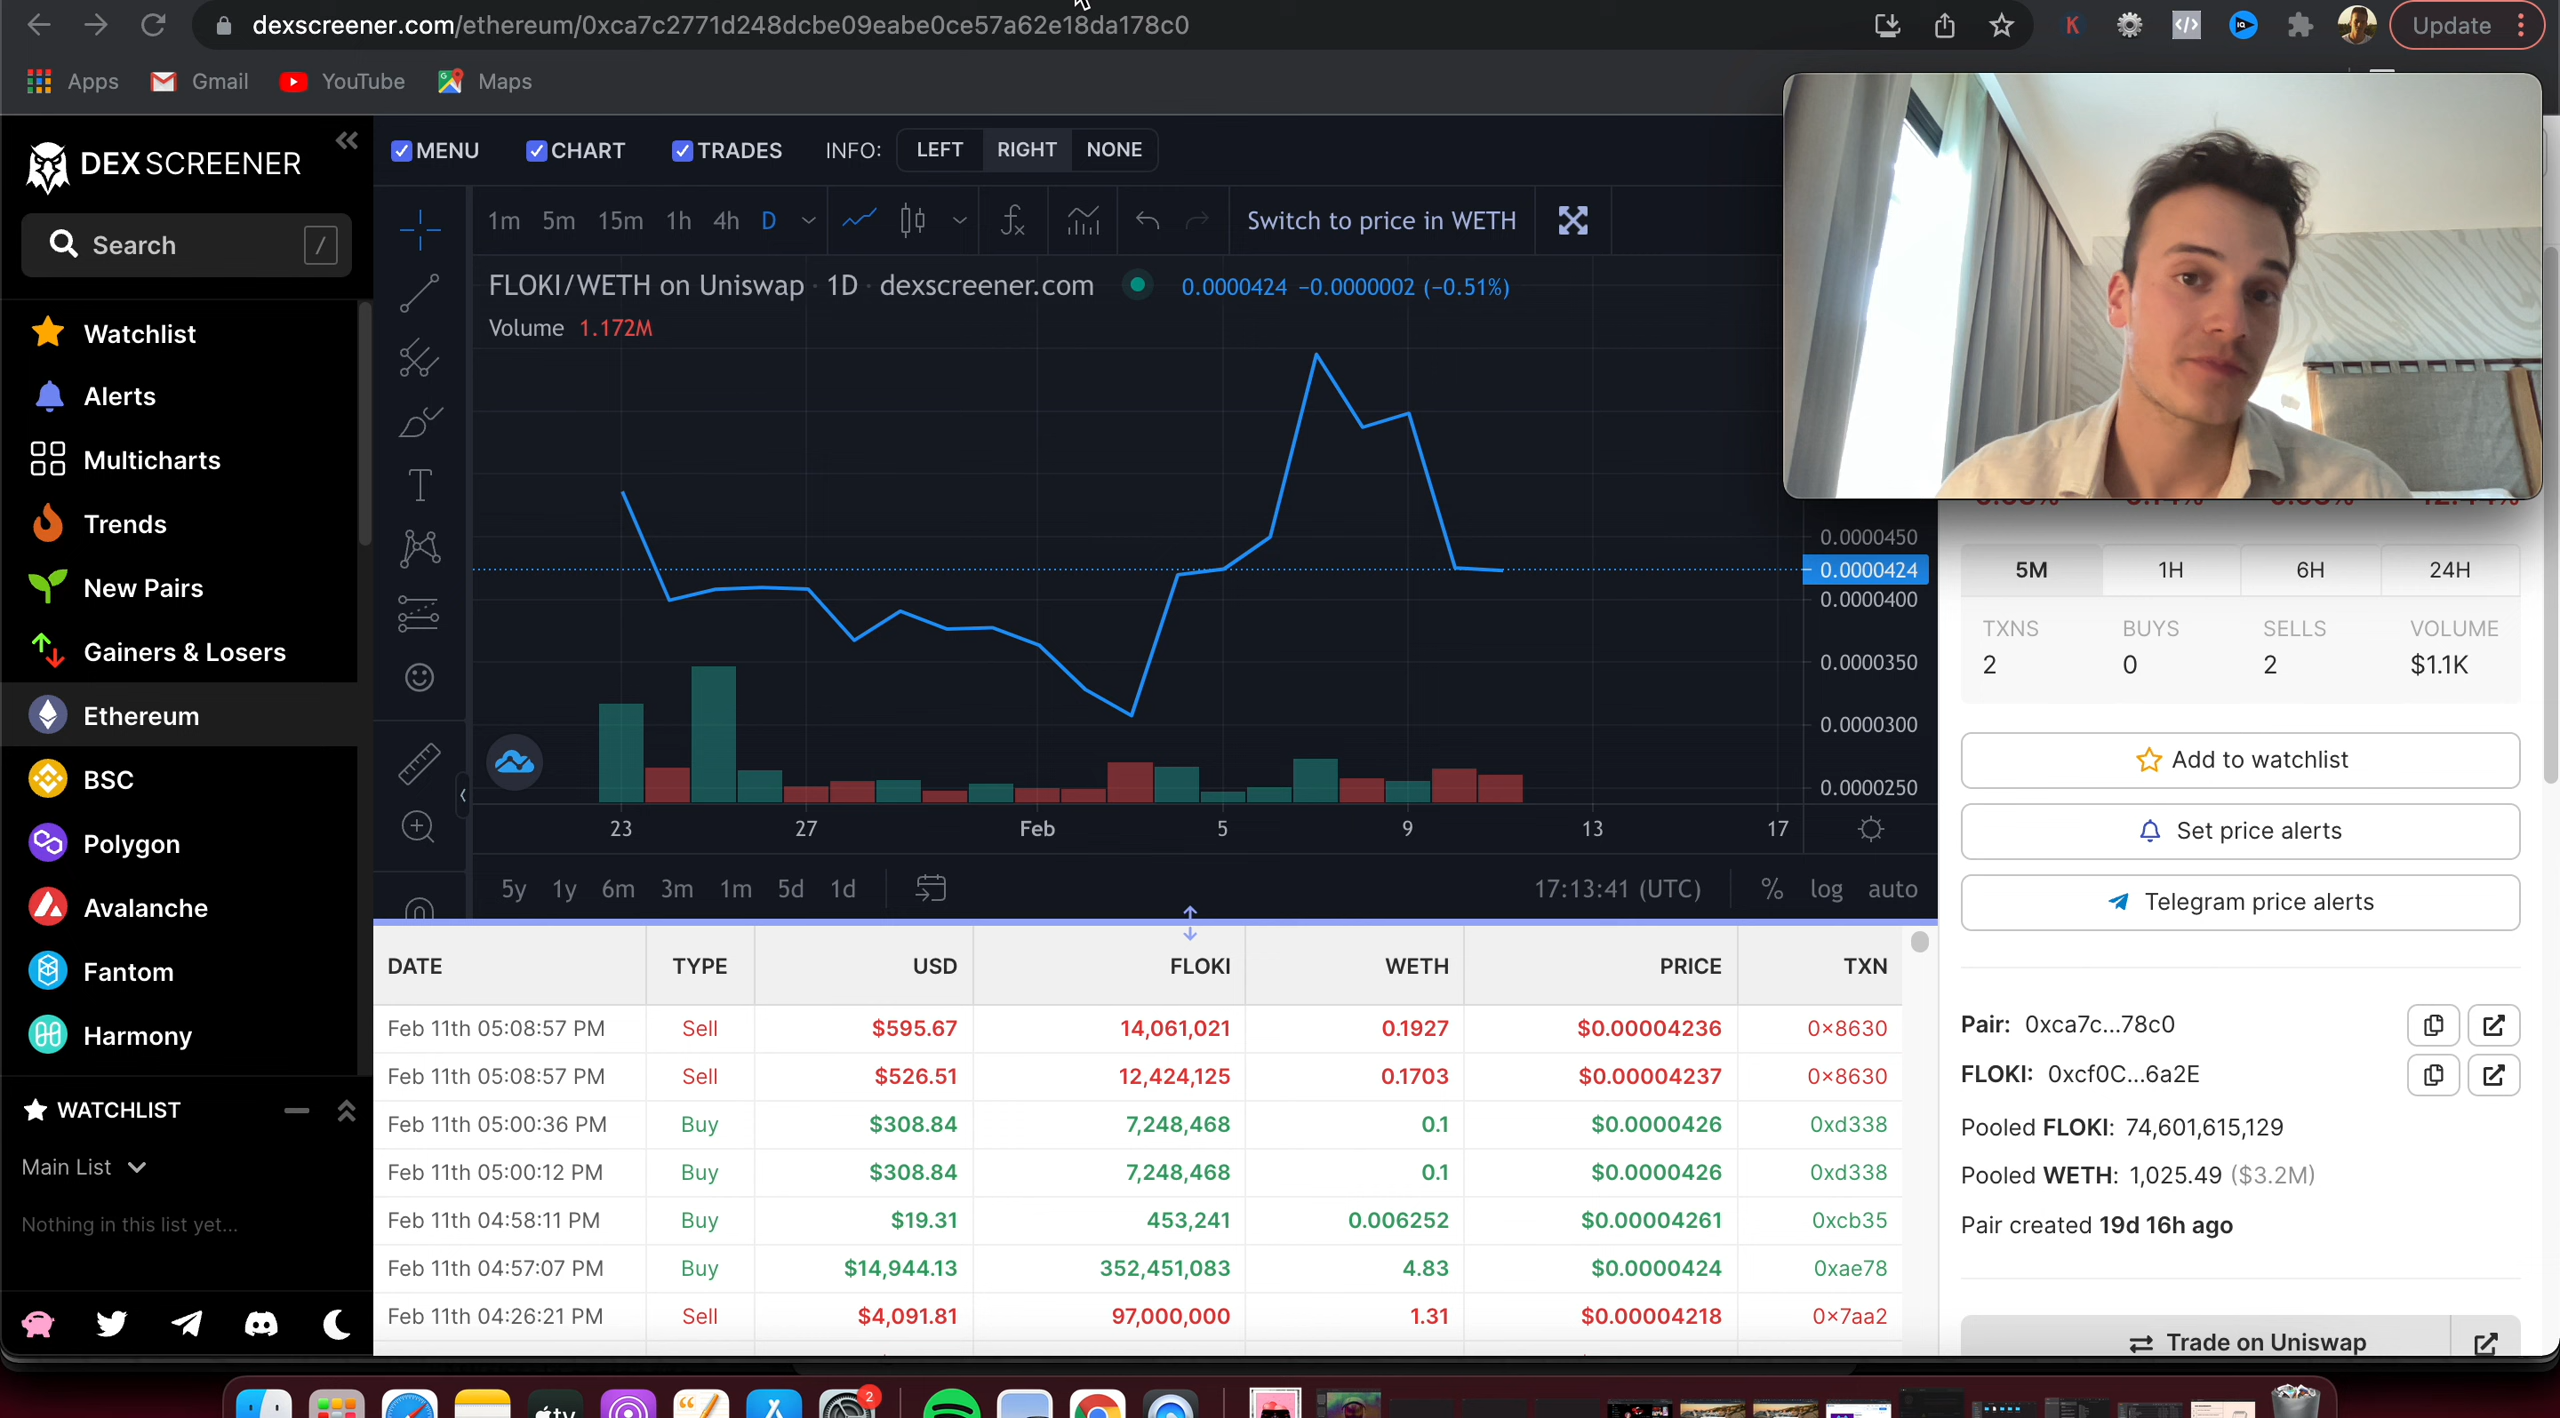 dexscreener.com/ethereum/0xca7c2771d248dcbe09eabe0ce57a62e18da178c0
K
Update
Apps
Gmail
YouTube
Maps
DEX SCREENER
Search /
Watchlist
Alerts
Multicharts
Trends
New Pairs
Gainers & Losers
Ethereum
BSC
Polygon
Avalanche
Fantom
Harmony
WATCHLIST
Main List
Nothing in this list yet...
MENU CHART TRADES INFO: LEFT RIGHT NONE
1m 5m 15m 1h 4h D Switch to price in WETH
FLOKI/WETH on Uniswap · 1D · dexscreener.com 0.0000424 −0.0000002 (−0.51%)
Volume 1.172M
0.0000450
0.0000424
0.0000400
0.0000350
0.0000300
0.0000250
23 27 Feb 5 9 13 17
5y 1y 6m 3m 1m 5d 1d 17:13:41 (UTC) % log auto
DATE TYPE USD FLOKI WETH PRICE TXN
Feb 11th 05:08:57 PM Sell $595.67 14,061,021 0.1927 $0.00004236 0x8630
Feb 11th 05:08:57 PM Sell $526.51 12,424,125 0.1703 $0.00004237 0x8630
Feb 11th 05:00:36 PM Buy $308.84 7,248,468 0.1 $0.0000426 0xd338
Feb 11th 05:00:12 PM Buy $308.84 7,248,468 0.1 $0.0000426 0xd338
Feb 11th 04:58:11 PM Buy $19.31 453,241 0.006252 $0.00004261 0xcb35
Feb 11th 04:57:07 PM Buy $14,944.13 352,451,083 4.83 $0.0000424 0xae78
Feb 11th 04:26:21 PM Sell $4,091.81 97,000,000 1.31 $0.00004218 0x7aa2
5M 1H 6H 24H
TXNS BUYS SELLS VOLUME
2 0 2 $1.1K
Add to watchlist
Set price alerts
Telegram price alerts
Pair: 0xca7c...78c0
FLOKI: 0xcf0C...6a2E
Pooled FLOKI: 74,601,615,129
Pooled WETH: 1,025.49 ($3.2M)
Pair created 19d 16h ago
Trade on Uniswap
tv
2